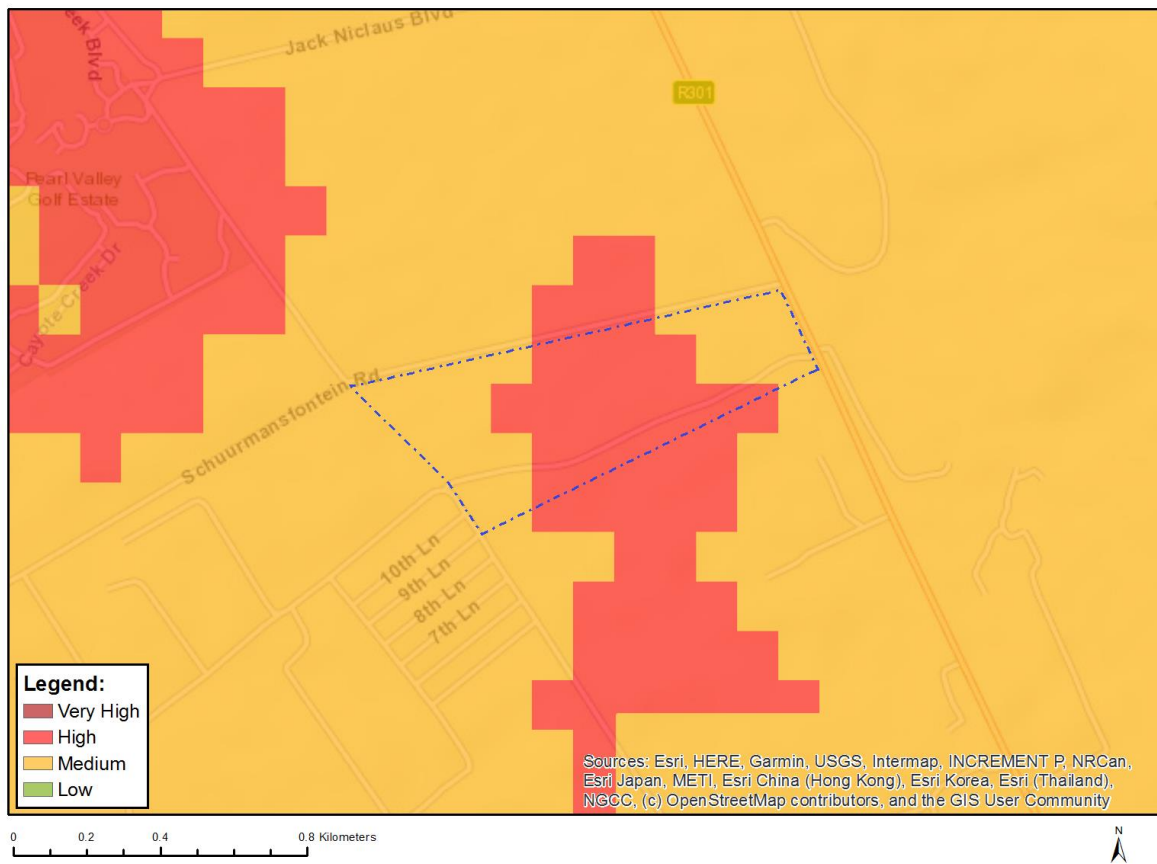 eek Blvd
Jack Niclaus Blvd
R301
Pearl Valley
Golf Estate
Cayote Creek Dr
Schuurmansfontein Rd
10th Ln
9th Ln
8th Ln
7th Ln
Legend:
Very High
High
Medium
Low
Sources: Esri, HERE, Garmin, USGS, Intermap, INCREMENT P, NRCan,
Esri Japan, METI, Esri China (Hong Kong), Esri Korea, Esri (Thailand),
NGCC, (c) OpenStreetMap contributors, and the GIS User Community
0 0.2 0.4 0.8 Kilometers
N